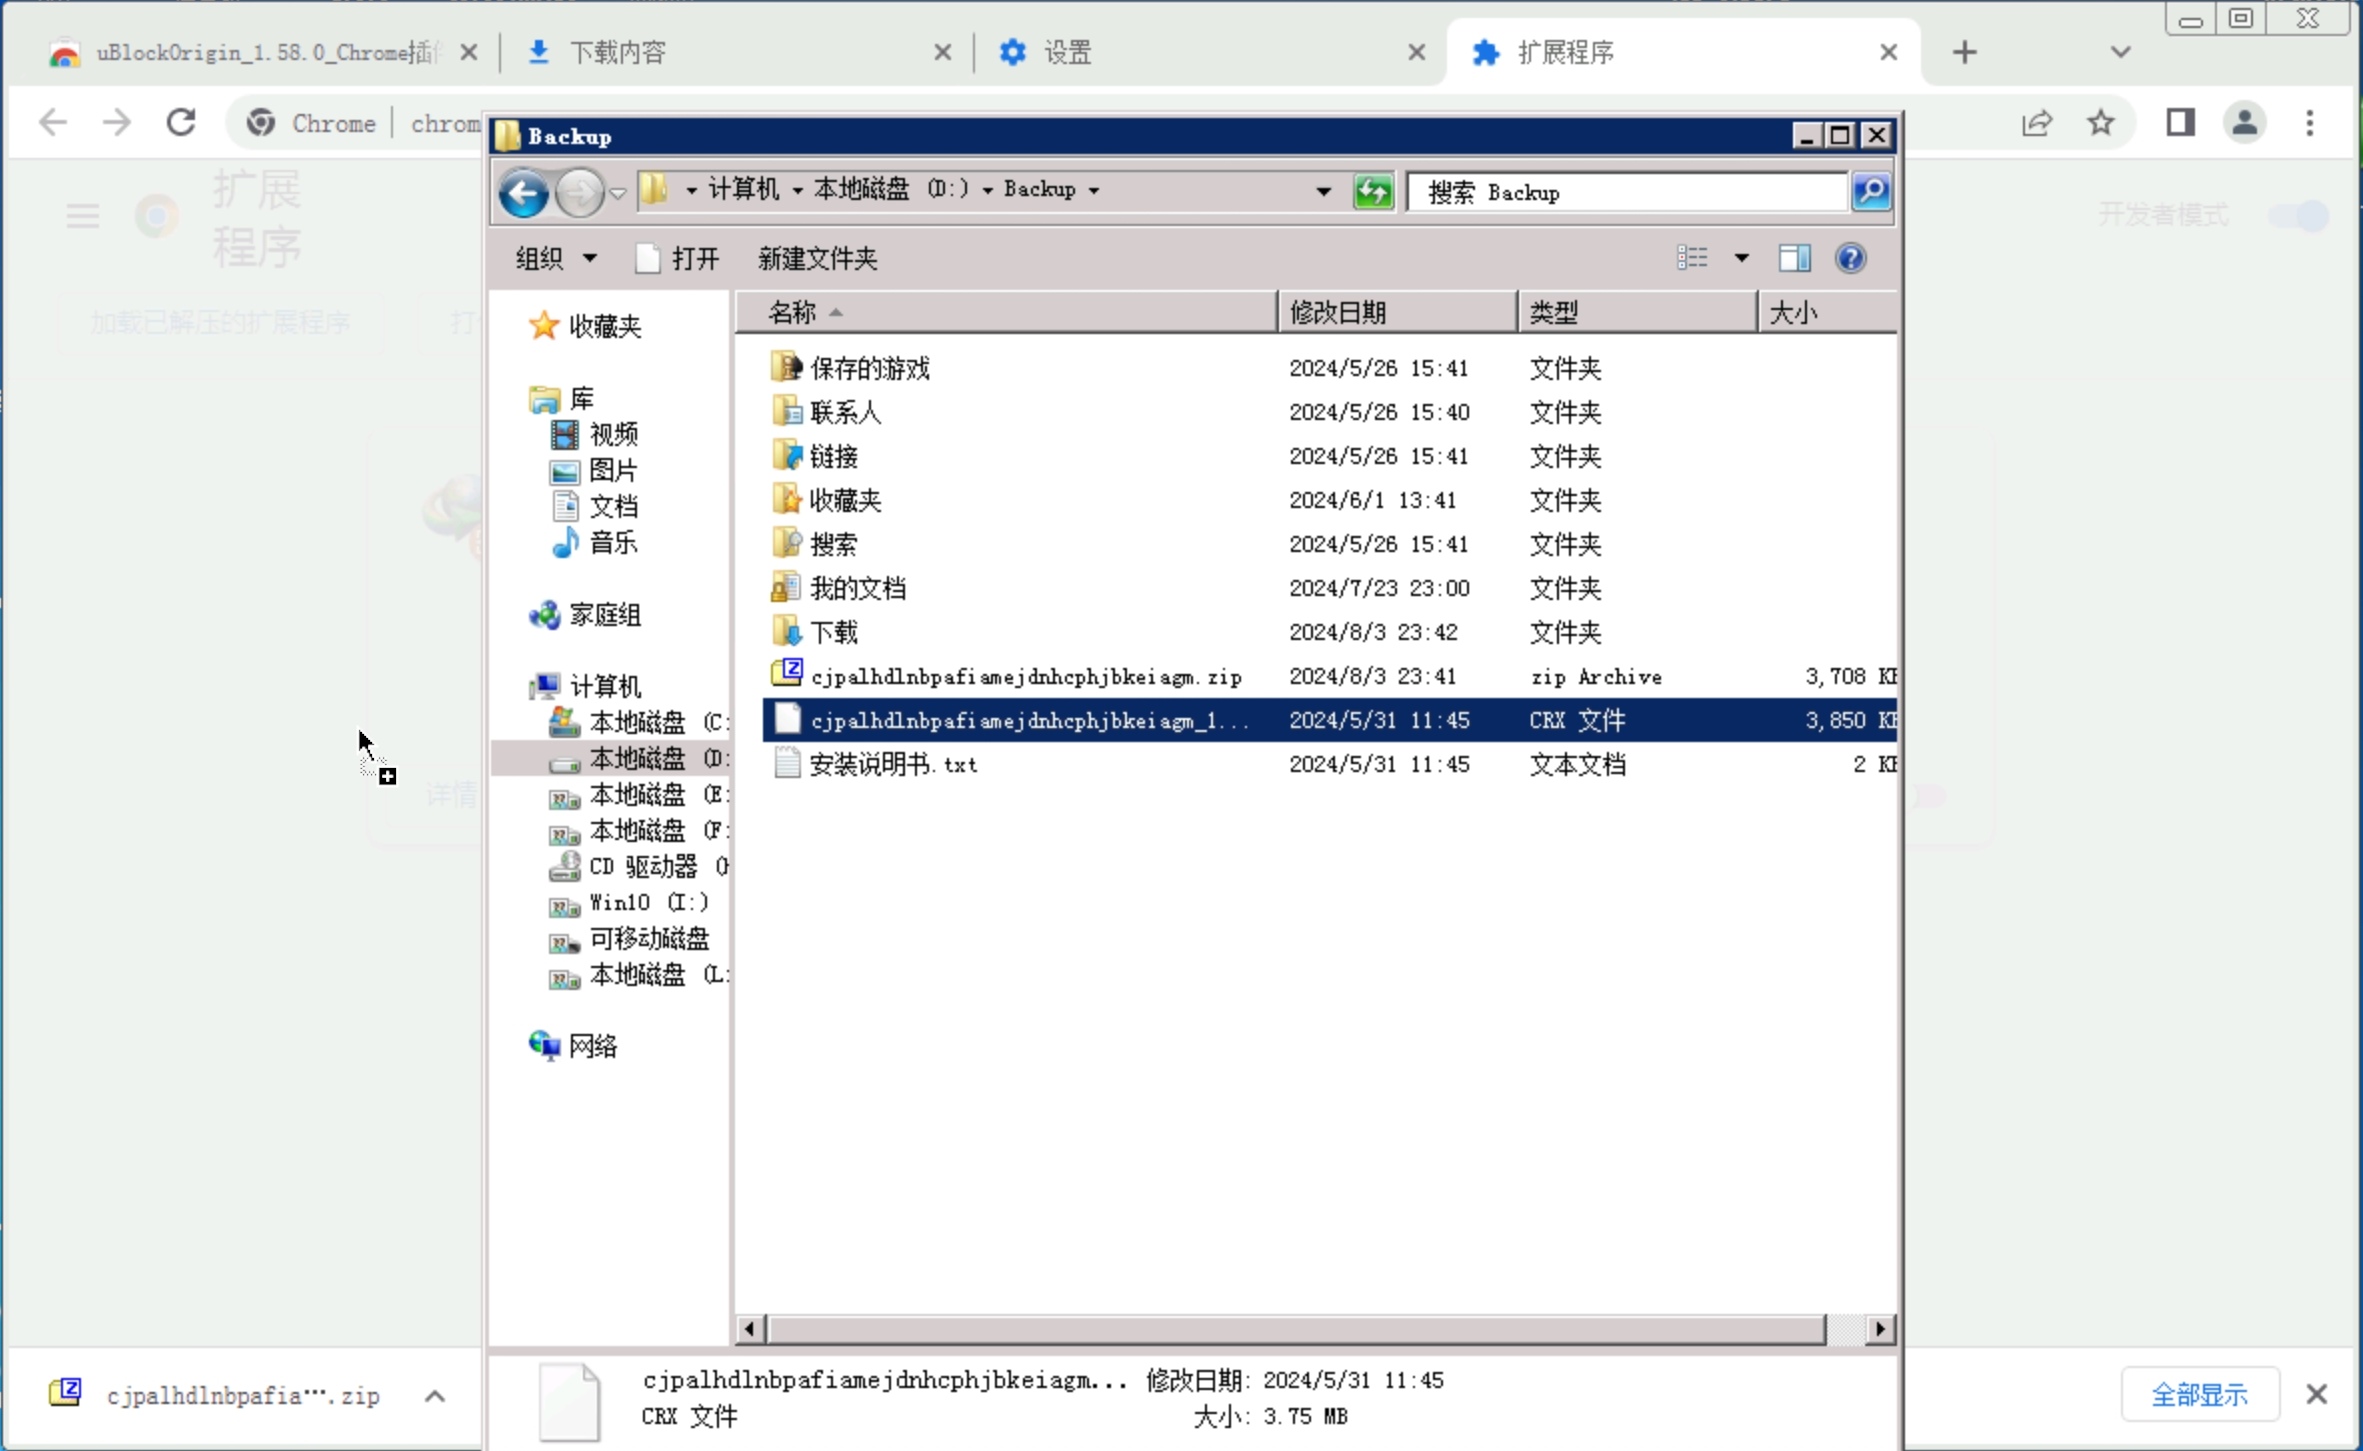 uBlockOrigin_1.58.0_Chrome插
下载内容
设置
扩展程序
Chrome
chrom
扩展
程序
开发者模式
加载已解压的扩展程序
打
详情
Backup
计算机
本地磁盘 (D:)
Backup
搜索 Backup
组织
打开
新建文件夹
收藏夹
库
视频
图片
文档
音乐
家庭组
计算机
本地磁盘 (C:
本地磁盘 (D:
本地磁盘 (E:
本地磁盘 (F:
CD 驱动器
Win10 (I:)
可移动磁盘
本地磁盘 (L:
网络
名称 修改日期 类型 大小
保存的游戏 2024/5/26 15:41 文件夹
联系人 2024/5/26 15:40 文件夹
链接 2024/5/26 15:41 文件夹
收藏夹 2024/6/1 13:41 文件夹
搜索 2024/5/26 15:41 文件夹
我的文档 2024/7/23 23:00 文件夹
下载 2024/8/3 23:42 文件夹
cjpalhdlnbpafiamejdnhcphjbkeiagm.zip 2024/8/3 23:41 zip Archive 3,708 KB
cjpalhdlnbpafiamejdnhcphjbkeiagm_1... 2024/5/31 11:45 CRX 文件 3,850 KB
安装说明书.txt 2024/5/31 11:45 文本文档 2 KB
cjpalhdlnbpafiamejdnhcphjbkeiagm... 修改日期: 2024/5/31 11:45
CRX 文件 大小: 3.75 MB
cjpalhdlnbpafia….zip
全部显示